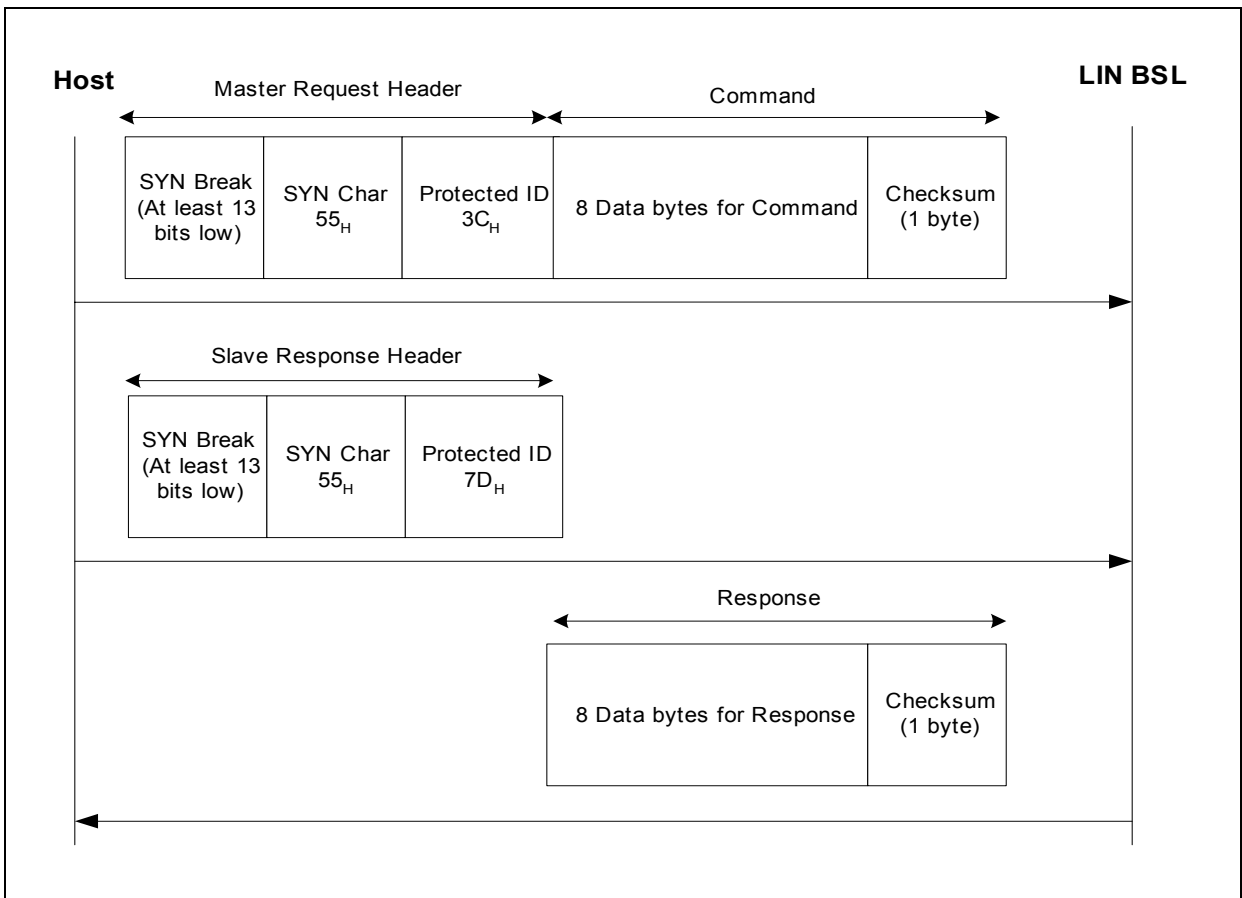 Host
LIN BSL
Master Request Header
Command
SYN Break
(At least 13
bits low)
SYN Char
55H
Protected ID
3CH
8 Data bytes for Command
Checksum
(1 byte)
Slave Response Header
SYN Break
(At least 13
bits low)
SYN Char
55H
Protected ID
7DH
Response
8 Data bytes for Response
Checksum
(1 byte)